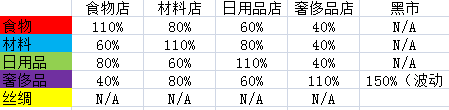 食物店 材料店 日用品店 奢侈品店 黑市
食物 110% 80% 60% 40% N/A
材料 60% 110% 80% 40% N/A
日用品 80% 60% 110% 40% N/A
奢侈品 40% 80% 60% 110% 150%（波动
丝绸 N/A N/A N/A N/A N/A